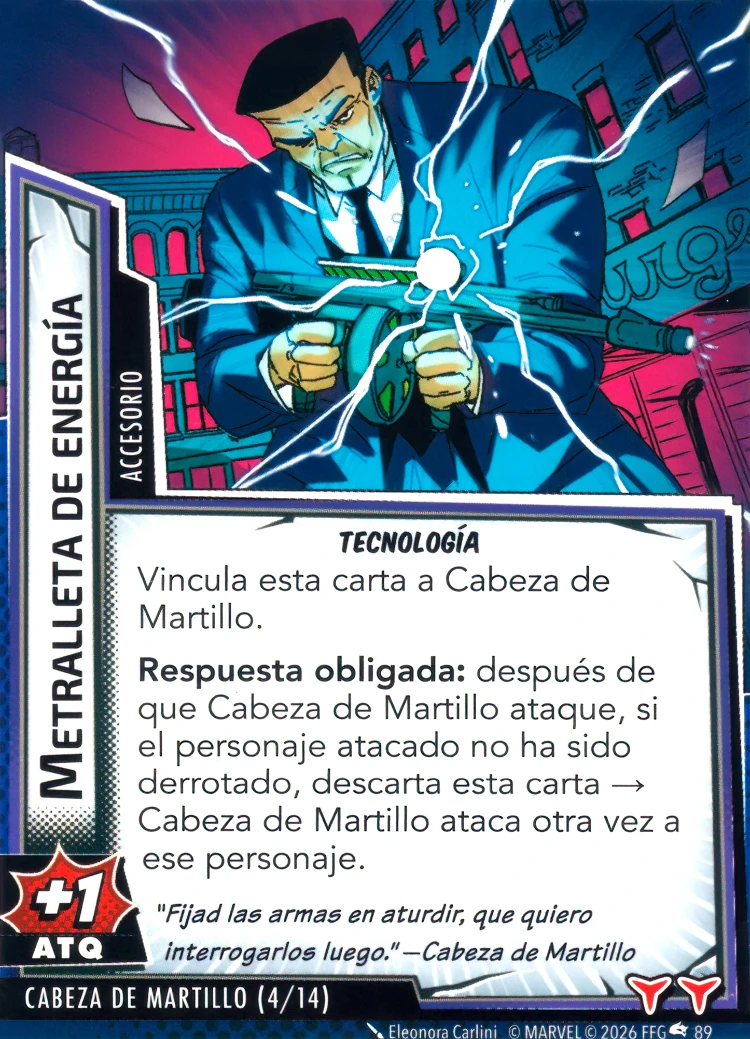 METRALLETA DE ENERGÍA
ACCESORIO
TECNOLOGÍA
Vincula esta carta a Cabeza de
Martillo.
Respuesta obligada: después de
que Cabeza de Martillo ataque, si
el personaje atacado no ha sido
derrotado, descarta esta carta →
Cabeza de Martillo ataca otra vez a
ese personaje.
"Fijad las armas en aturdir, que quiero
interrogarlos luego." —Cabeza de Martillo
+1
ATQ
CABEZA DE MARTILLO (4/14)
Eleonora Carlini © MARVEL © 2026 FFG 89